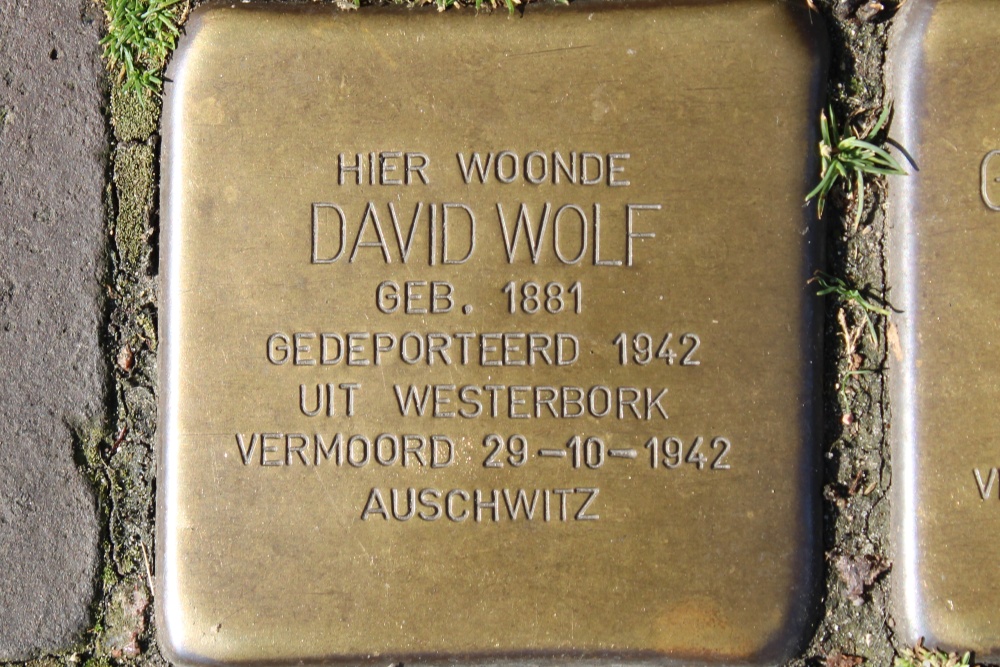 HIER WOONDE
DAVID WOLF
GEB. 1881
GEDEPORTEERD 1942
UIT WESTERBORK
VERMOORD 29-10-1942
AUSCHWITZ